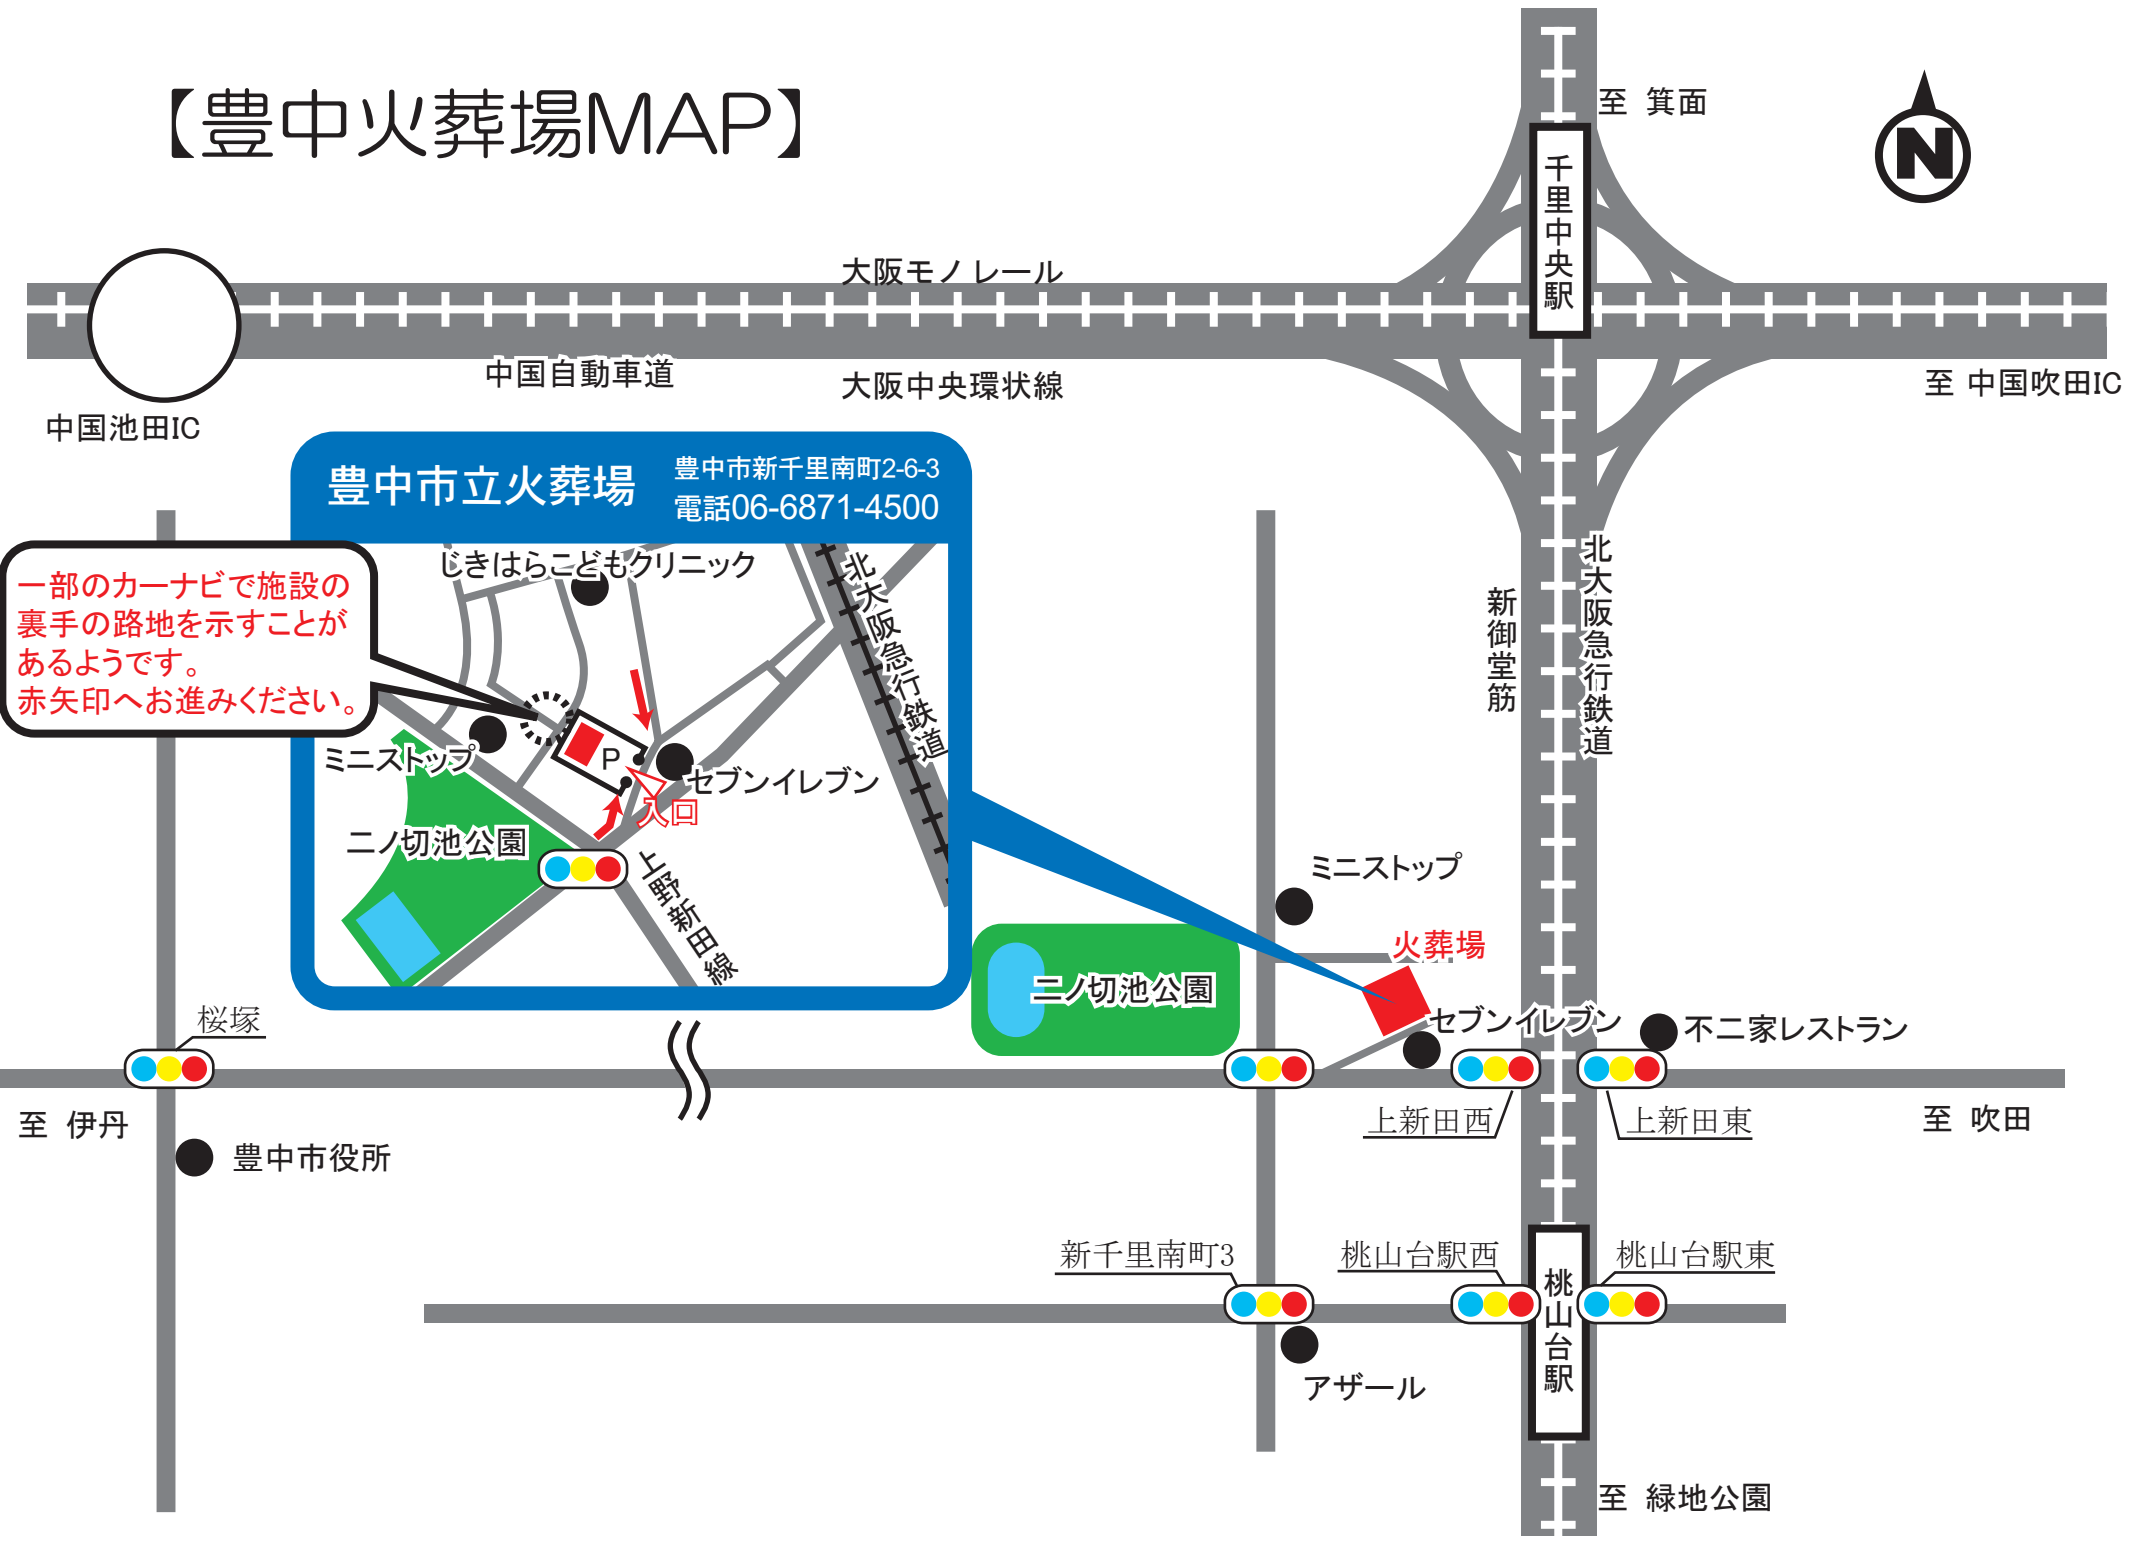 【豊中火葬場MAP】
至 箕面
N
千里中央駅
大阪モノレール
中国自動車道
大阪中央環状線
至 中国吹田IC
中国池田IC
豊中市立火葬場
豊中市新千里南町2-6-3
電話06-6871-4500
じきはらこどもクリニック
北大阪急行鉄道
一部のカーナビで施設の
裏手の路地を示すことが
あるようです。
赤矢印へお進みください。
ミニストップ
P
セブンイレブン
入口
二ノ切池公園
上野新田線
新御堂筋
北大阪急行鉄道
ミニストップ
火葬場
二ノ切池公園
セブンイレブン
不二家レストラン
桜塚
至 伊丹
上新田西
上新田東
至 吹田
豊中市役所
新千里南町3
桃山台駅西
桃山台駅東
桃山台駅
アザール
至 緑地公園